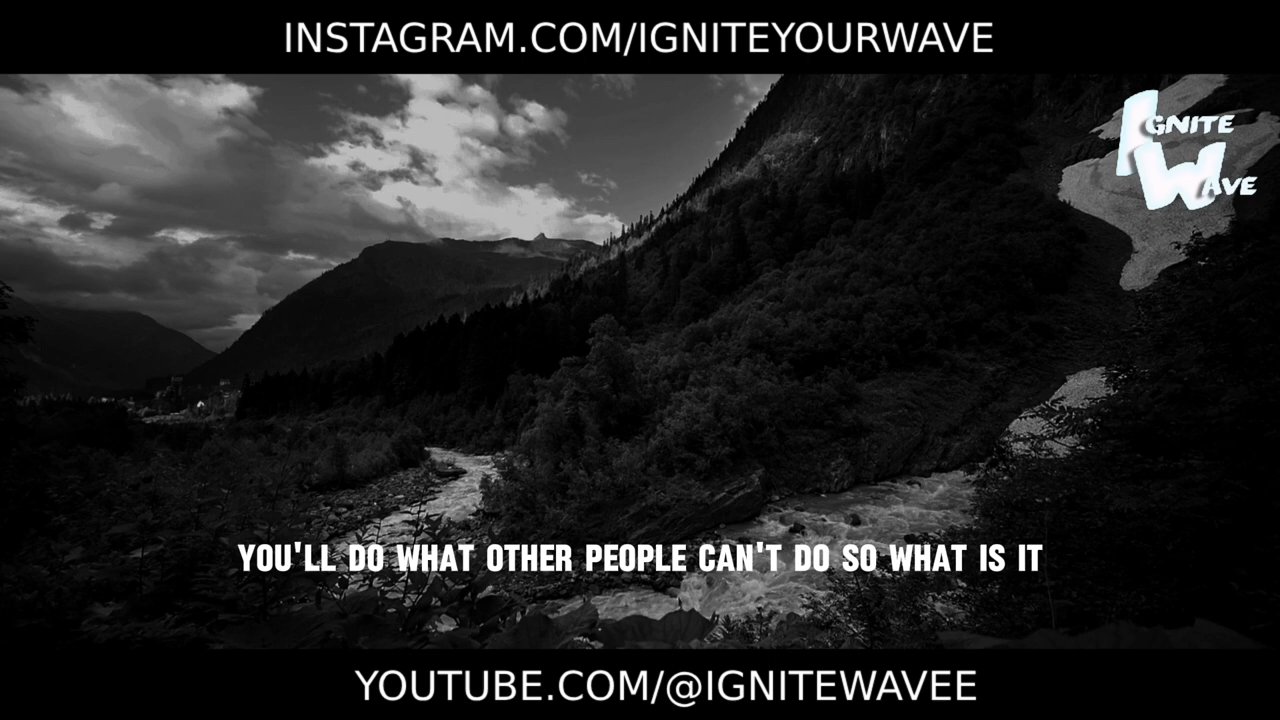 INSTAGRAM.COM/IGNITEYOURWAVE
IGNITE
WAVE
YOU'LL DO WHAT OTHER PEOPLE CAN'T DO SO WHAT IS IT
YOUTUBE.COM/@IGNITEWAVEE